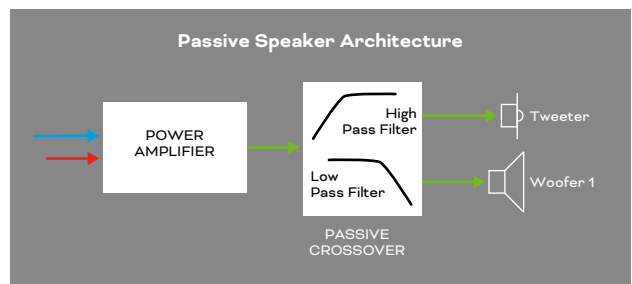 Passive Speaker Architecture
POWER
AMPLIFIER
High
Pass Filter
Low
Pass Filter
Tweeter
Woofer 1
PASSIVE
CROSSOVER